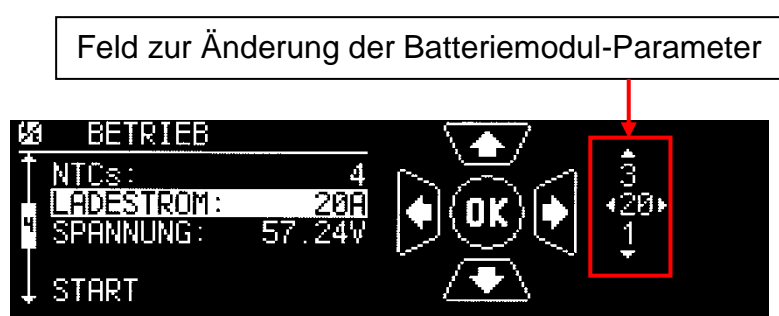 Feld zur Änderung der Batteriemodul-Parameter
BETRIEB
NTCs: 4
LADESTROM: 20A
4
SPANNUNG: 57.24V
START
OK
3
20
1